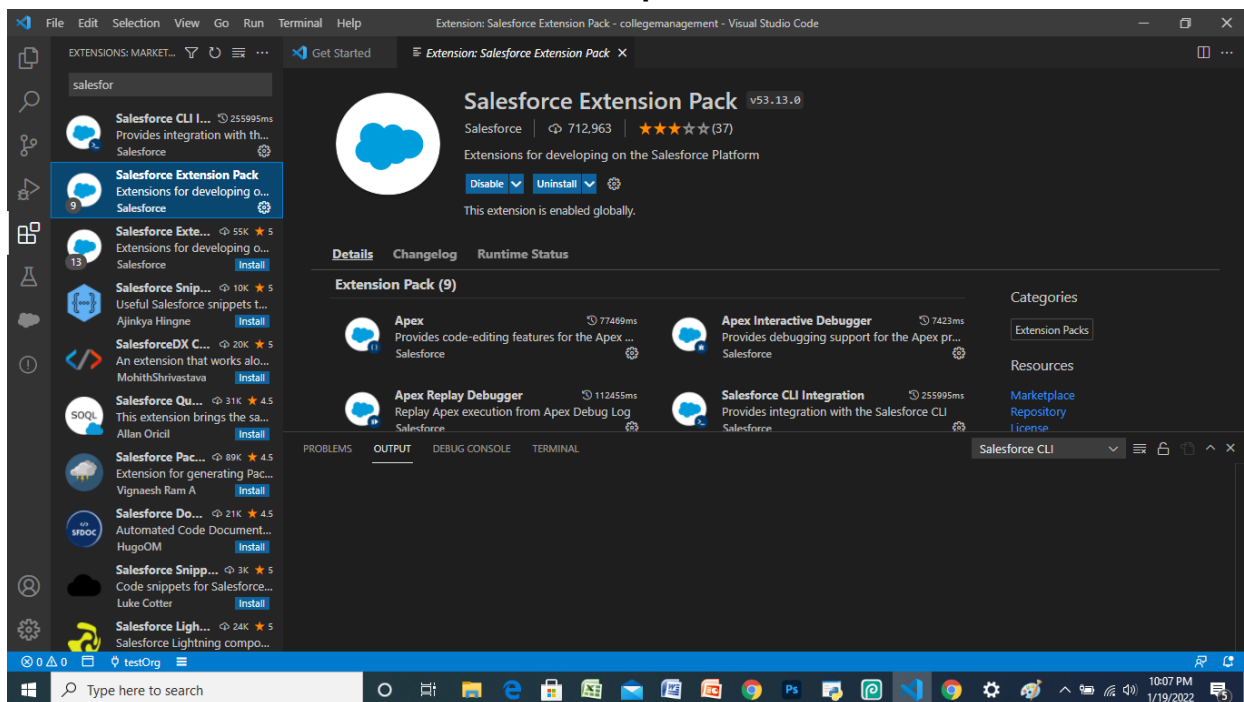 File Edit Selection View Go Run Terminal Help Extension: Salesforce Extension Pack - collegemanagement - Visual Studio Code
EXTENSIONS: MARKET...
Get Started
Extension: Salesforce Extension Pack
salesfor
Salesforce CLI I... 255995ms
Provides integration with th...
Salesforce
Salesforce Extension Pack
Extensions for developing o...
Salesforce
9
Salesforce Exte... 55K ★ 5
Extensions for developing o...
Salesforce Install
13
Salesforce Snip... 10K ★ 5
Useful Salesforce snippets t...
Ajinkya Hingne Install
SalesforceDX C... 20K ★ 5
An extension that works alo...
MohithShrivastava Install
Salesforce Qu... 31K ★ 4.5
This extension brings the sa...
Allan Oricil Install
SOQL
Salesforce Pac... 89K ★ 4.5
Extension for generating Pac...
Vignaesh Ram A Install
Salesforce Do... 21K ★ 4.5
Automated Code Document...
HugoOM Install
SFDOC
Salesforce Snipp... 3K ★ 5
Code snippets for Salesforce...
Luke Cotter Install
Salesforce Ligh... 24K ★ 5
Salesforce Lightning compo...
Salesforce Extension Pack v53.13.0
Salesforce 712,963 ★★★☆☆(37)
Extensions for developing on the Salesforce Platform
Disable Uninstall
This extension is enabled globally.
Details Changelog Runtime Status
Extension Pack (9)
Apex 77469ms
Provides code-editing features for the Apex ...
Salesforce
Apex Interactive Debugger 7423ms
Provides debugging support for the Apex pr...
Salesforce
Apex Replay Debugger 112455ms
Replay Apex execution from Apex Debug Log
Salesforce
Salesforce CLI Integration 255995ms
Provides integration with the Salesforce CLI
Salesforce
Categories
Extension Packs
Resources
Marketplace
Repository
License
PROBLEMS OUTPUT DEBUG CONSOLE TERMINAL Salesforce CLI
0 0 testOrg
Type here to search
Ps
10:07 PM
1/19/2022
5